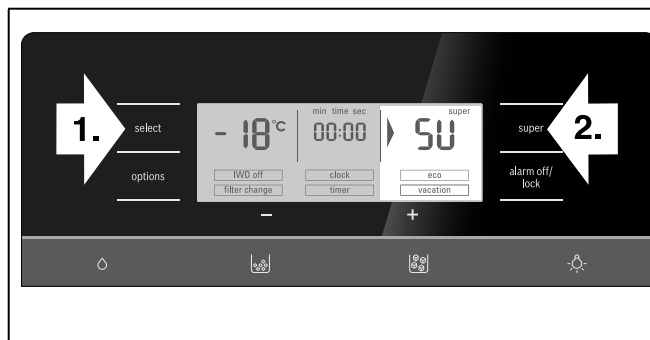 1.
select
options
- 18°C
min time sec
00:00
super
SU
IWD off
clock
eco
filter change
timer
vacation
super
2.
alarm off/
lock
−
+